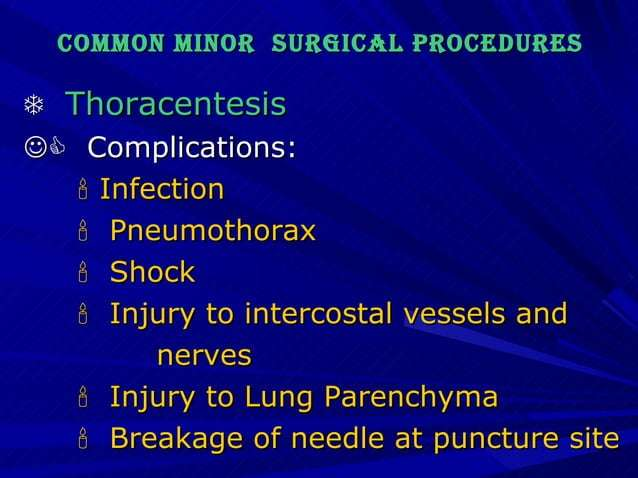 COMMON MINOR SURGICAL PROCEDURES
Thoracentesis
Complications:
Infection
Pneumothorax
Shock
Injury to intercostal vessels and
nerves
Injury to Lung Parenchyma
Breakage of needle at puncture site